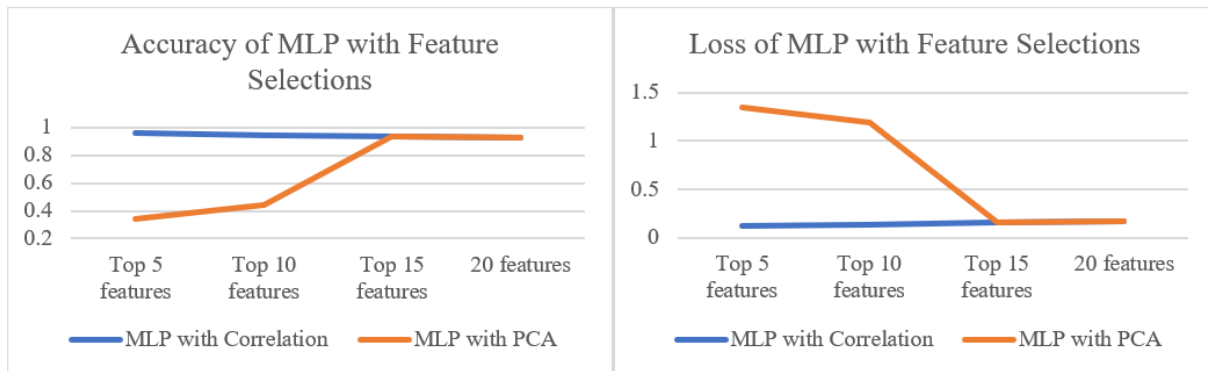 Accuracy of MLP with Feature
Selections
1
0.8
0.6
0.4
0.2
Top 5
features
Top 10
features
Top 15
features
20 features
MLP with Correlation
MLP with PCA
Loss of MLP with Feature Selections
1.5
1
0.5
0
Top 5
features
Top 10
features
Top 15
features
20 features
MLP with Correlation
MLP with PCA